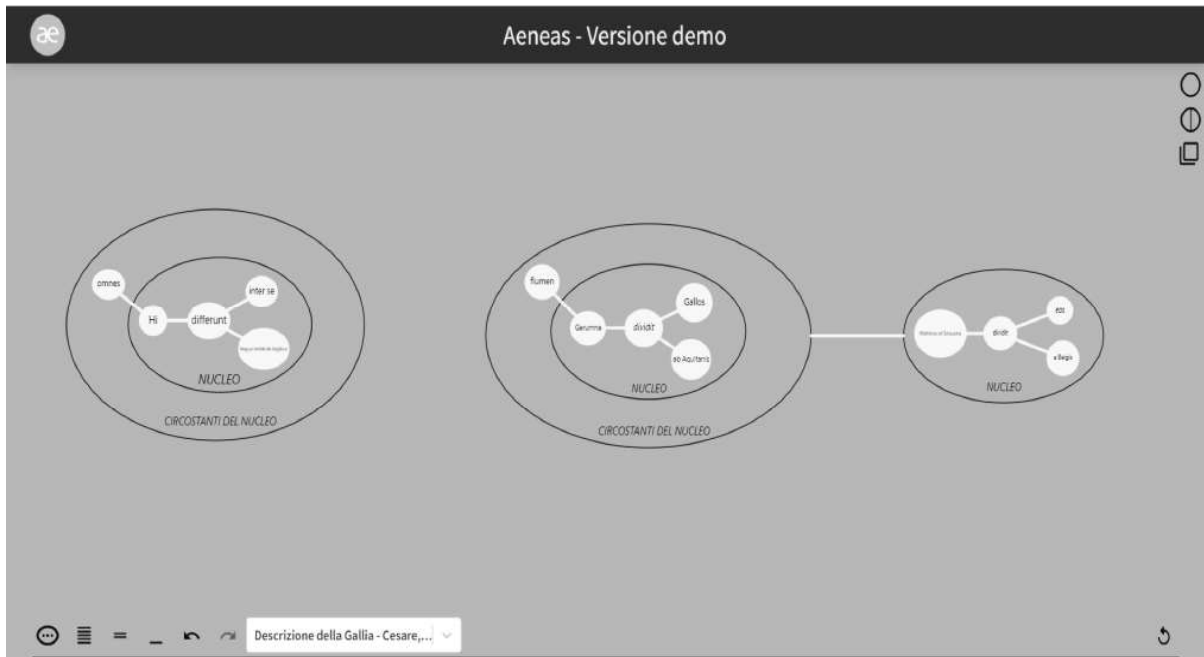 ae
Aeneas - Versione demo
omnes
Hi
differunt
inter se
NUCLEO
CIRCOSTANTI DEL NUCLEO
flumen
Garumna
dividit
Gallos
ab Aquitanis
NUCLEO
CIRCOSTANTI DEL NUCLEO
dividit
eos
a Belgis
NUCLEO
Descrizione della Gallia - Cesare,...